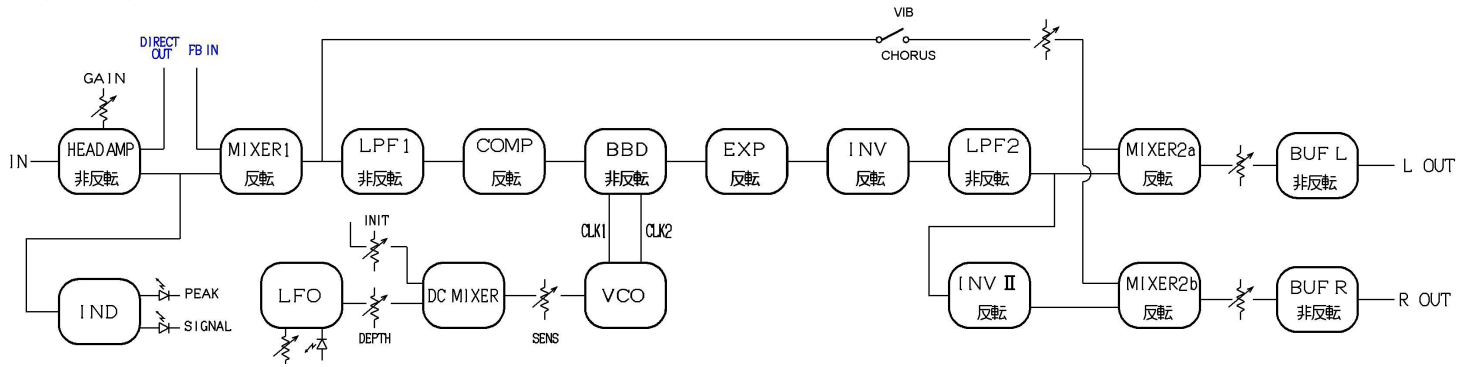 VIB
CHORUS
DIRECT
OUT
FB IN
GAIN
IN
HEAD AMP
非反転
MIXER1
反転
LPF1
非反転
COMP
反転
BBD
非反転
EXP
反転
INV
反転
LPF2
非反転
MIXER2a
反転
BUF L
非反転
L OUT
CLK1
CLK2
INIT
IND
PEAK
SIGNAL
LFO
DEPTH
DC MIXER
SENS
VCO
INV Ⅱ
反転
MIXER2b
反転
BUF R
非反転
R OUT